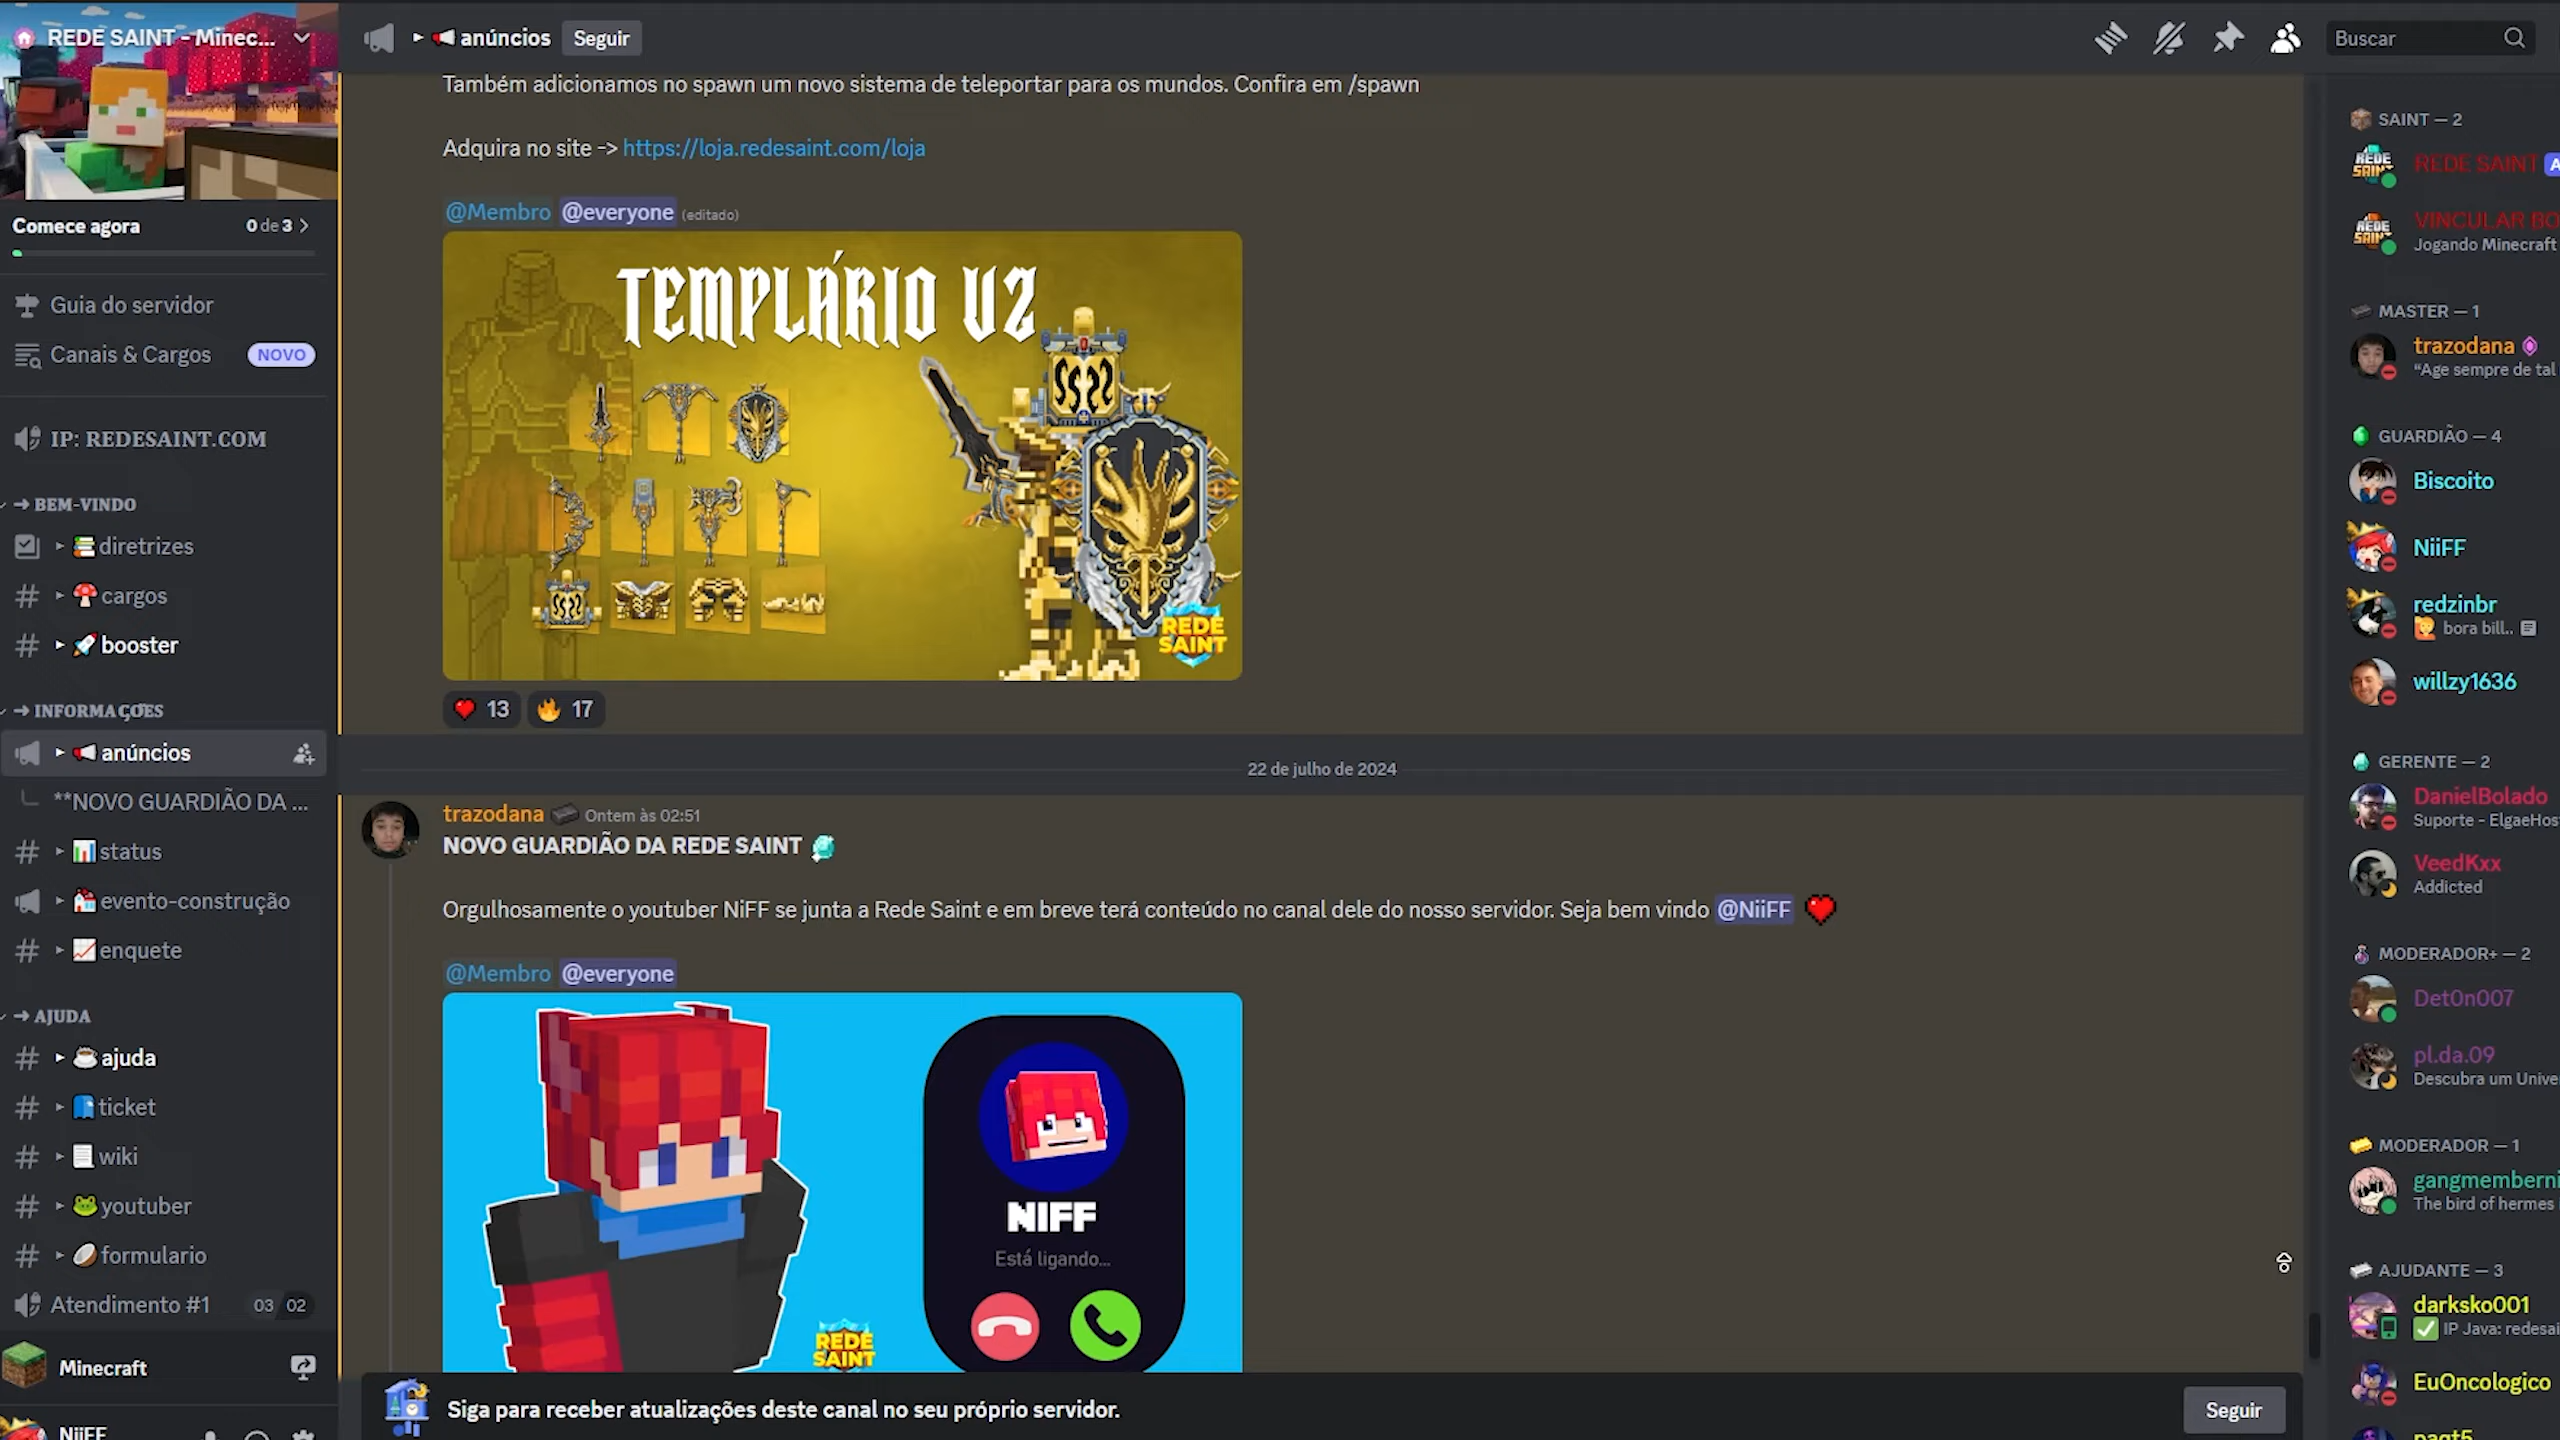 REDE SAINT - Minec...
Comece agora
0 de 3
Guia do servidor
Canais & Cargos
NOVO
IP: REDESAINT.COM
→ BEM-VINDO
diretrizes
cargos
booster
→ INFORMAÇÕES
anúncios
**NOVO GUARDIÃO DA ...
status
evento-construção
enquete
→ AJUDA
ajuda
ticket
wiki
youtuber
formulario
Atendimento #1
03 02
Minecraft
NiiFF
anúncios
Seguir
Buscar
Também adicionamos no spawn um novo sistema de teleportar para os mundos. Confira em /spawn
Adquira no site -> https://loja.redesaint.com/loja
@Membro @everyone (editado)
TEMPLÁRIO V2
REDE
SAINT
13
17
22 de julho de 2024
trazodana Ontem às 02:51
NOVO GUARDIÃO DA REDE SAINT
Orgulhosamente o youtuber NiFF se junta a Rede Saint e em breve terá conteúdo no canal dele do nosso servidor. Seja bem vindo @NiiFF
@Membro @everyone
NIFF
Está ligando...
REDE
SAINT
Siga para receber atualizações deste canal no seu próprio servidor.
Seguir
SAINT — 2
REDE SAINT
VINCULAR BO
Jogando Minecraft
MASTER — 1
trazodana
“Age sempre de tal
GUARDIÃO — 4
Biscoito
NiiFF
redzinbr
bora bill..
willzy1636
GERENTE — 2
DanielBolado
Suporte - ElgaeHos
VeedKxx
Addicted
MODERADOR+ — 2
Det0n007
pl.da.09
Descubra um Unive
MODERADOR — 1
gangmemberni
The bird of hermes
AJUDANTE — 3
darksko001
IP Java: redesai
EuOncologico